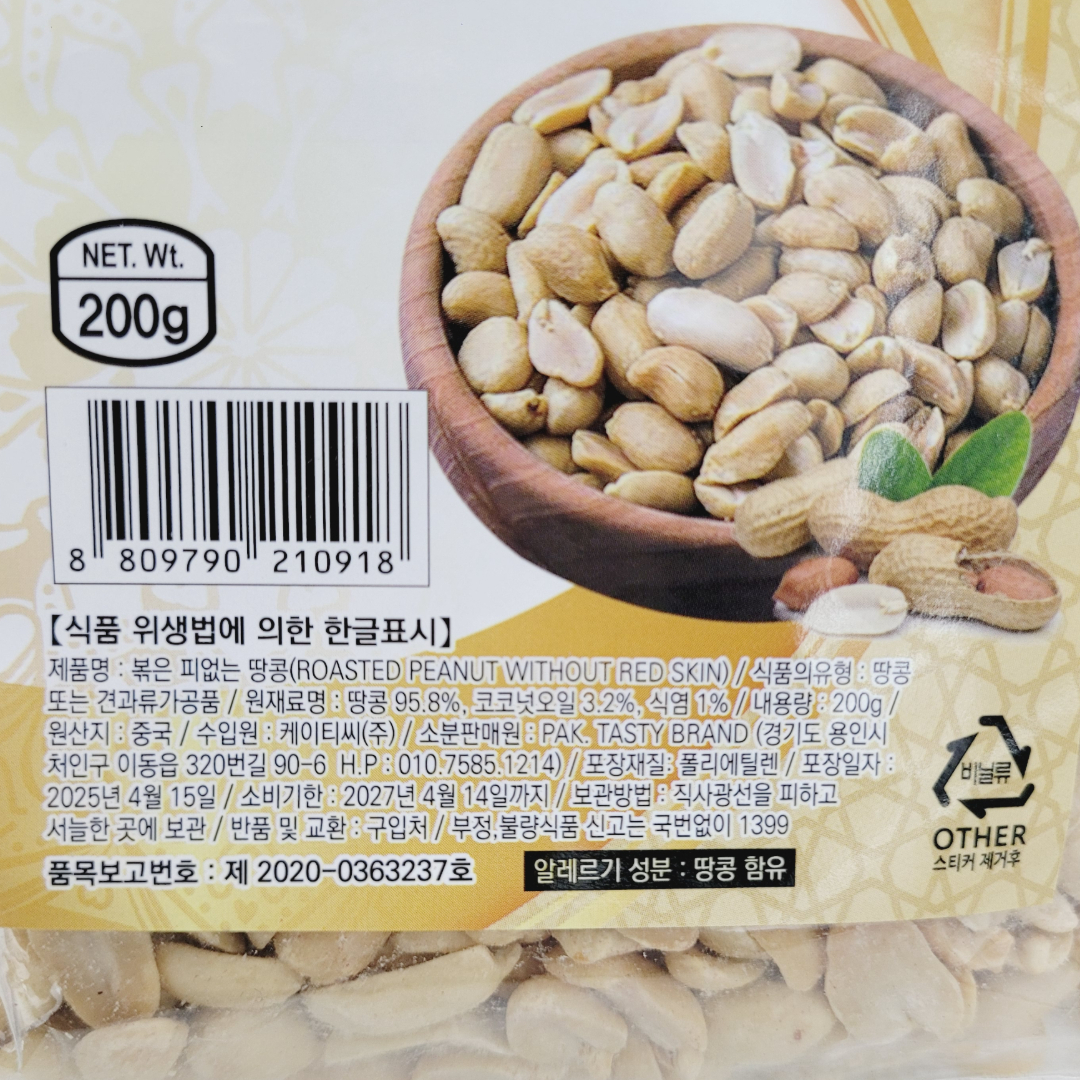 NET. Wt.
200g
8 809790 210918
【식품 위생법에 의한 한글표시】
제품명 : 볶은 피없는 땅콩(ROASTED PEANUT WITHOUT RED SKIN) / 식품의유형 : 땅콩
또는 견과류가공품 / 원재료명 : 땅콩 95.8%, 코코넛오일 3.2%, 식염 1% / 내용량 : 200g /
원산지 : 중국 / 수입원 : 케이티씨(주) / 소분판매원 : PAK. TASTY BRAND (경기도 용인시
처인구 이동읍 320번길 90-6 H.P : 010.7585.1214) / 포장재질: 폴리에틸렌 / 포장일자 :
2025년 4월 15일 / 소비기한 : 2027년 4월 14일까지 / 보관방법 : 직사광선을 피하고
서늘한 곳에 보관 / 반품 및 교환 : 구입처 / 부정,불량식품 신고는 국번없이 1399
품목보고번호 : 제 2020-0363237호
알레르기 성분 : 땅콩 함유
비닐류
OTHER
스티커 제거후